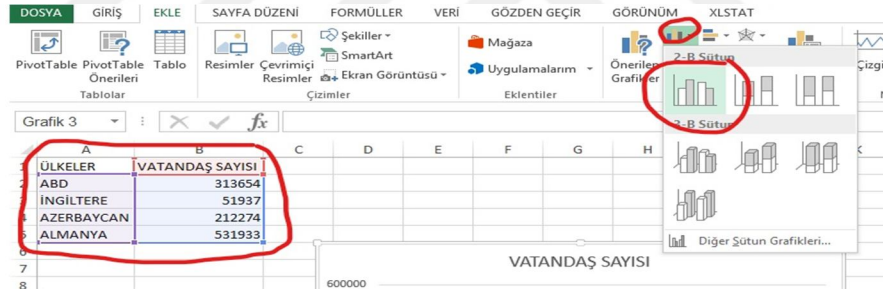 DOSYA GİRİŞ EKLE SAYFA DÜZENİ FORMÜLLER VERİ GÖZDEN GEÇİR GÖRÜNÜM XLSTAT
PivotTable PivotTable Önerileri Tablo
Tablolar
Resimler Çevrimiçi Resimler
Şekiller
SmartArt
Ekran Görüntüsü
Çizimler
Mağaza
Uygulamalarım
Eklentiler
Önerilen Grafikler
2-B Sütun
3-B Sütun
Diğer Sütun Grafikleri...
Çizgi
Grafik 3 fx
A B C D E F G H K
1 ÜLKELER VATANDAŞ SAYISI
2 ABD 313654
İNGİLTERE 51937
4 AZERBAYCAN 212274
5 ALMANYA 531933
6
7 VATANDAŞ SAYISI
8 600000